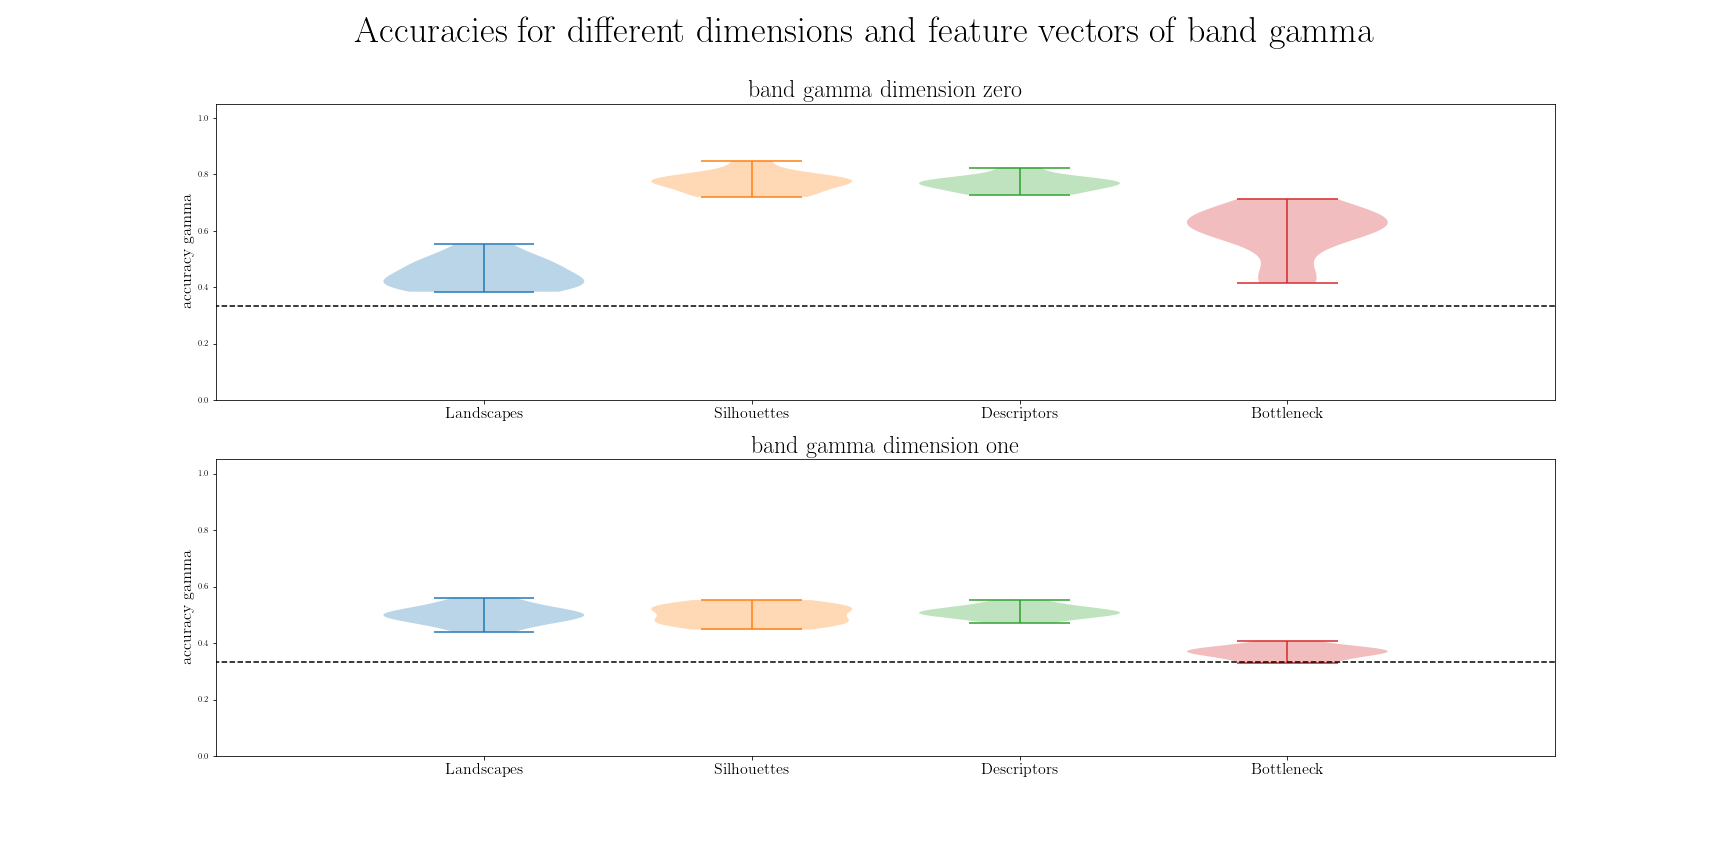 Accuracies for different dimensions and feature vectors of band gamma
band gamma dimension zero
1.0
0.8
0.6
0.4
0.2
0.0
accuracy gamma
Landscapes Silhouettes Descriptors Bottleneck
band gamma dimension one
1.0
0.8
0.6
0.4
0.2
0.0
accuracy gamma
Landscapes Silhouettes Descriptors Bottleneck